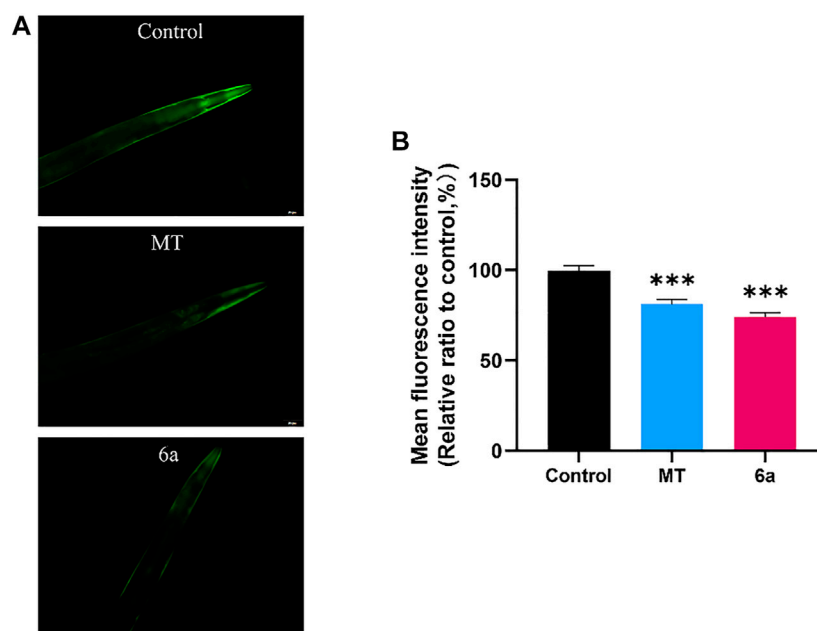 A
Control
MT
6a
B
Mean fluorescence intensity
(Relative ratio to control,%））
150
100
50
0
***
***
Control
MT
6a